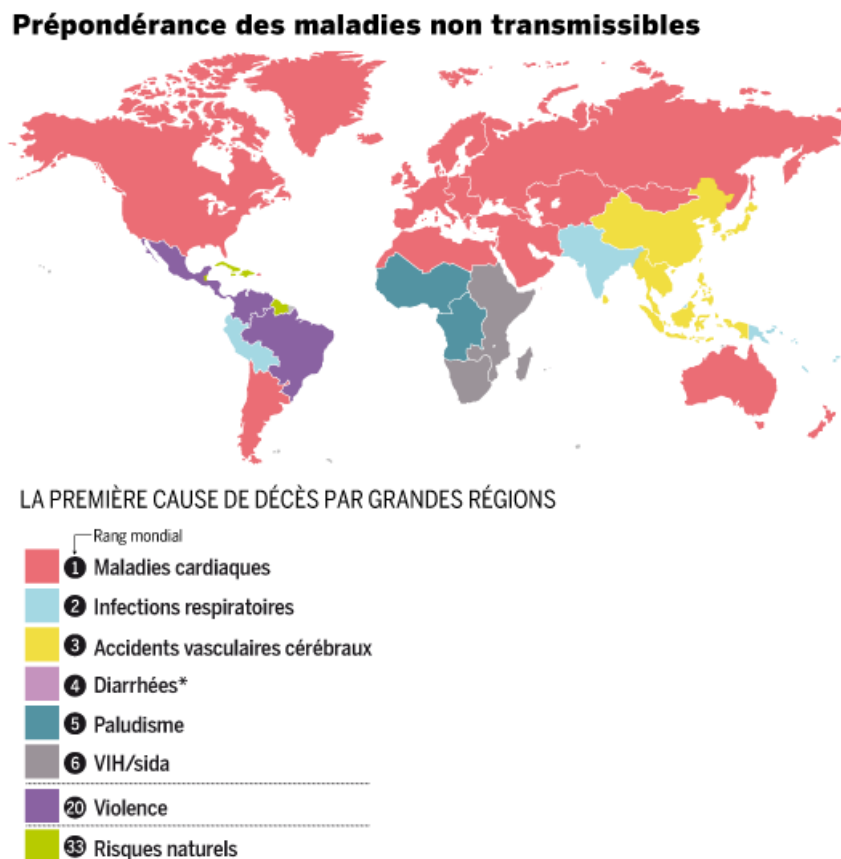 Prépondérance des maladies non transmissibles
LA PREMIÈRE CAUSE DE DÉCÈS PAR GRANDES RÉGIONS
Rang mondial
1 Maladies cardiaques
2 Infections respiratoires
3 Accidents vasculaires cérébraux
4 Diarrhées*
5 Paludisme
6 VIH/sida
20 Violence
33 Risques naturels